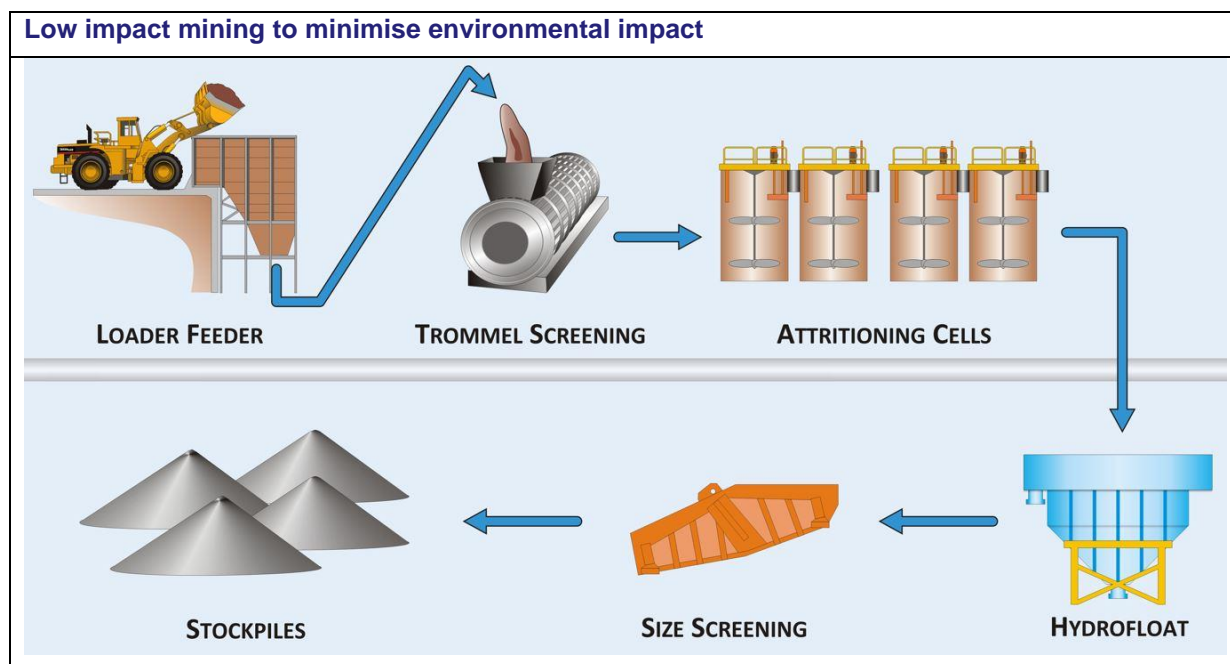 Low impact mining to minimise environmental impact
LOADER FEEDER
TROMMEL SCREENING
ATTRITIONING CELLS
STOCKPILES
SIZE SCREENING
HYDROFLOAT